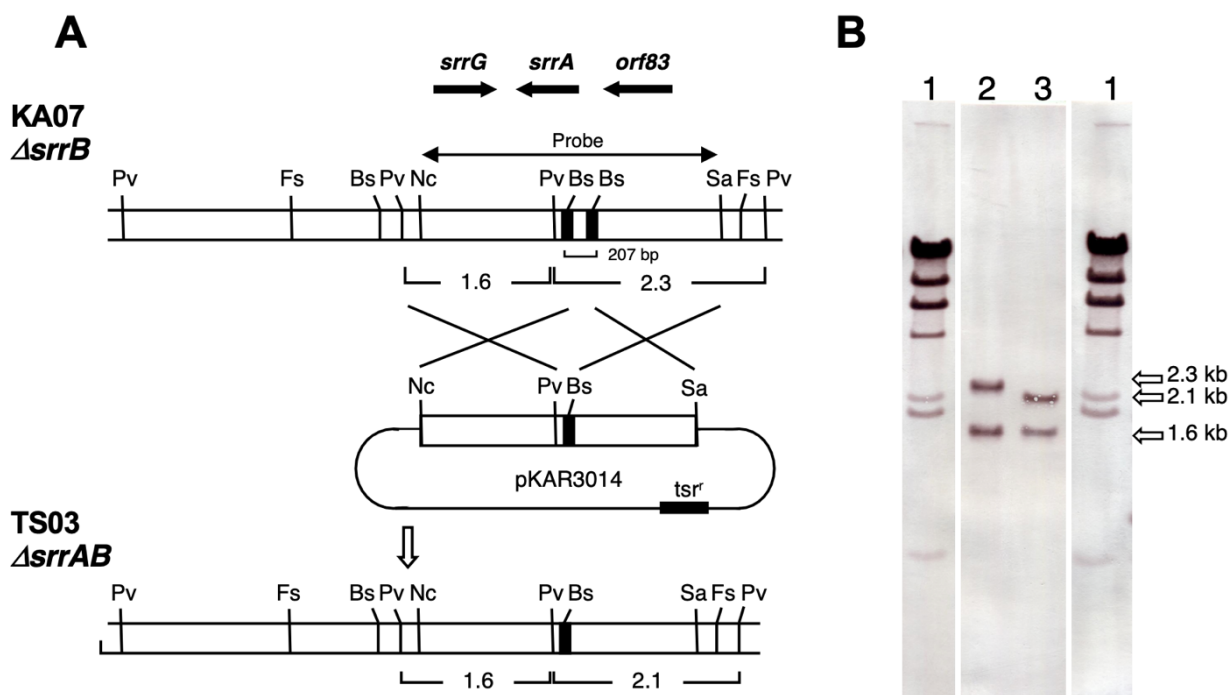 A
srrG srrA orf83
KA07
ΔsrrB
Probe
Pv Fs Bs Pv Nc Pv Bs Bs Sa Fs Pv
207 bp
1.6 2.3
Nc Pv Bs Sa
pKAR3014
tsrʳ
TS03
ΔsrrAB
Pv Fs Bs Pv Nc Pv Bs Sa Fs Pv
1.6 2.1
B
1 2 3 1
2.3 kb
2.1 kb
1.6 kb